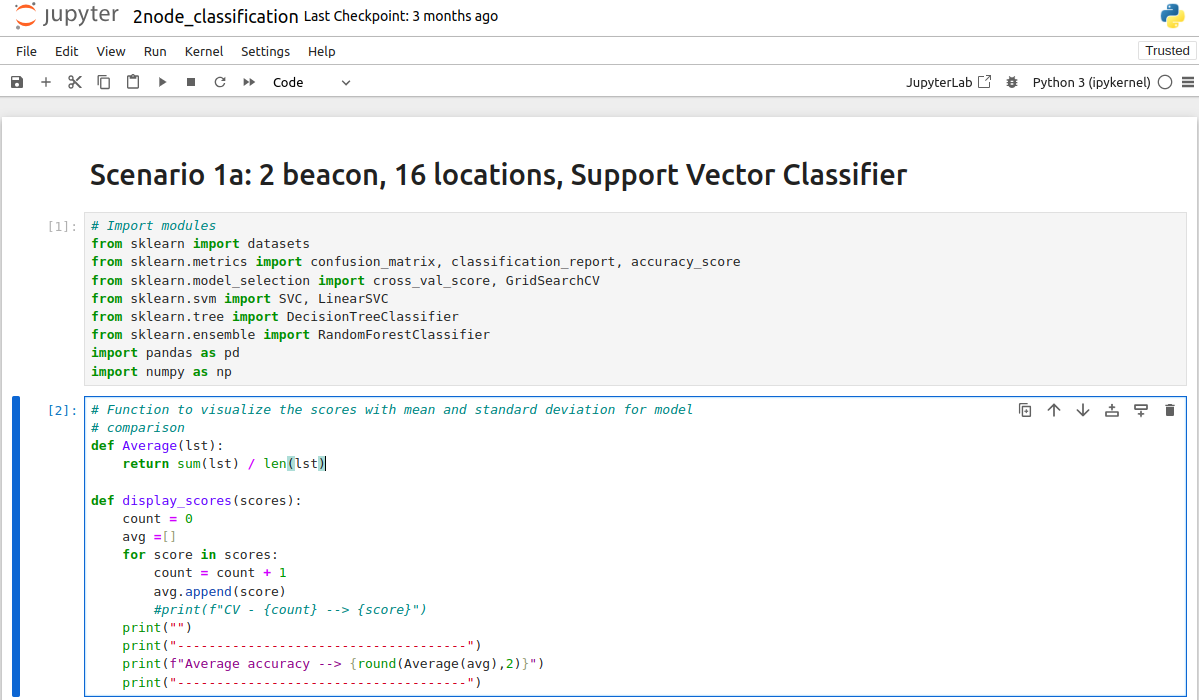 jupyter 2node_classification Last Checkpoint: 3 months ago
File Edit View Run Kernel Settings Help Trusted
Code JupyterLab Python 3 (ipykernel)
Scenario 1a: 2 beacon, 16 locations, Support Vector Classifier
[1]: # Import modules
from sklearn import datasets
from sklearn.metrics import confusion_matrix, classification_report, accuracy_score
from sklearn.model_selection import cross_val_score, GridSearchCV
from sklearn.svm import SVC, LinearSVC
from sklearn.tree import DecisionTreeClassifier
from sklearn.ensemble import RandomForestClassifier
import pandas as pd
import numpy as np
[2]: # Function to visualize the scores with mean and standard deviation for model
# comparison
def Average(lst):
    return sum(lst) / len(lst)
def display_scores(scores):
    count = 0
    avg =[]
    for score in scores:
        count = count + 1
        avg.append(score)
        #print(f"CV - {count} --> {score}")
    print("")
    print("-------------------------------------")
    print(f"Average accuracy --> {round(Average(avg),2)}")
    print("-------------------------------------")